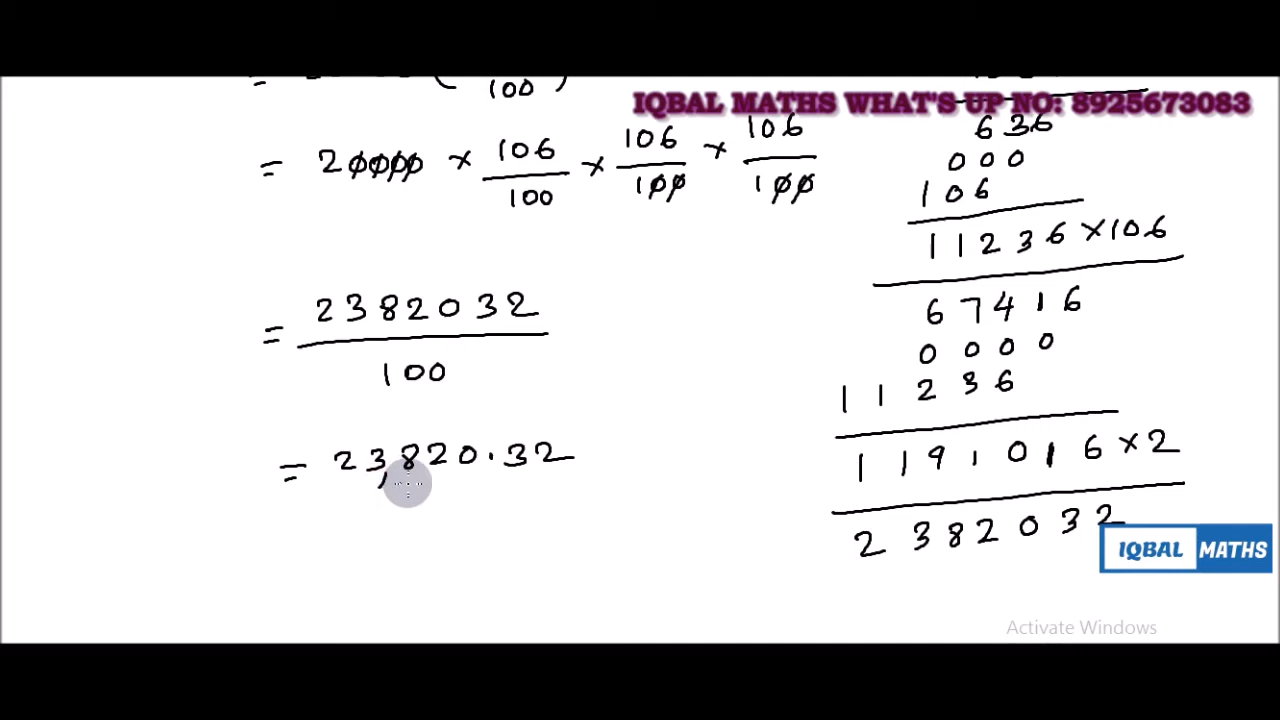 100
IQBAL MATHS WHAT'S UP NO: 8925673083
= 20000 × 106/100 × 106/100 × 106/100
= 2382032/100
= 23,820.32
636
000
106
11236 × 106
67416
0000
11236
1191016 × 2
2382032
IQBAL MATHS
Activate Windows